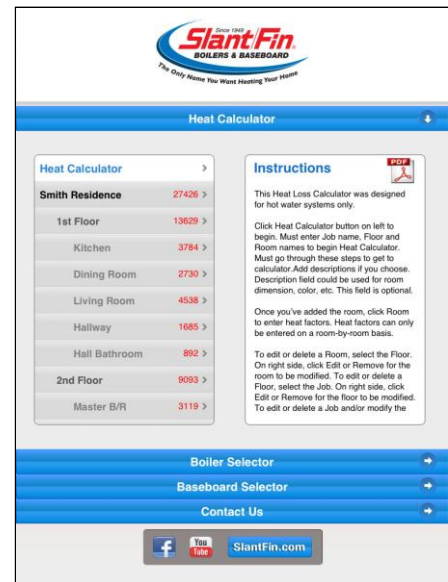 Since 1949
Slant/Fin
BOILERS & BASEBOARD
The Only Name You Want Heating Your Home
Heat Calculator
Heat Calculator
Smith Residence 27426
1st Floor 13629
Kitchen 3784
Dining Room 2730
Living Room 4538
Hallway 1685
Hall Bathroom 892
2nd Floor 9093
Master B/R 3119
Instructions
PDF
This Heat Loss Calculator was designed
for hot water systems only.
Click Heat Calculator button on left to
begin. Must enter Job name, Floor and
Room names to begin Heat Calculator.
Must go through these steps to get to
calculator.Add descriptions if you choose.
Description field could be used for room
dimension, color, etc. This field is optional.
Once you've added the room, click Room
to enter heat factors. Heat factors can only
be entered on a room-by-room basis.
To edit or delete a Room, select the Floor.
On right side, click Edit or Remove for the
room to be modified. To edit or delete a
Floor, select the Job. On right side, click
Edit or Remove for the floor to be modified.
To edit or delete a Job and/or modify the
Boiler Selector
Baseboard Selector
Contact Us
f
You
Tube
SlantFin.com